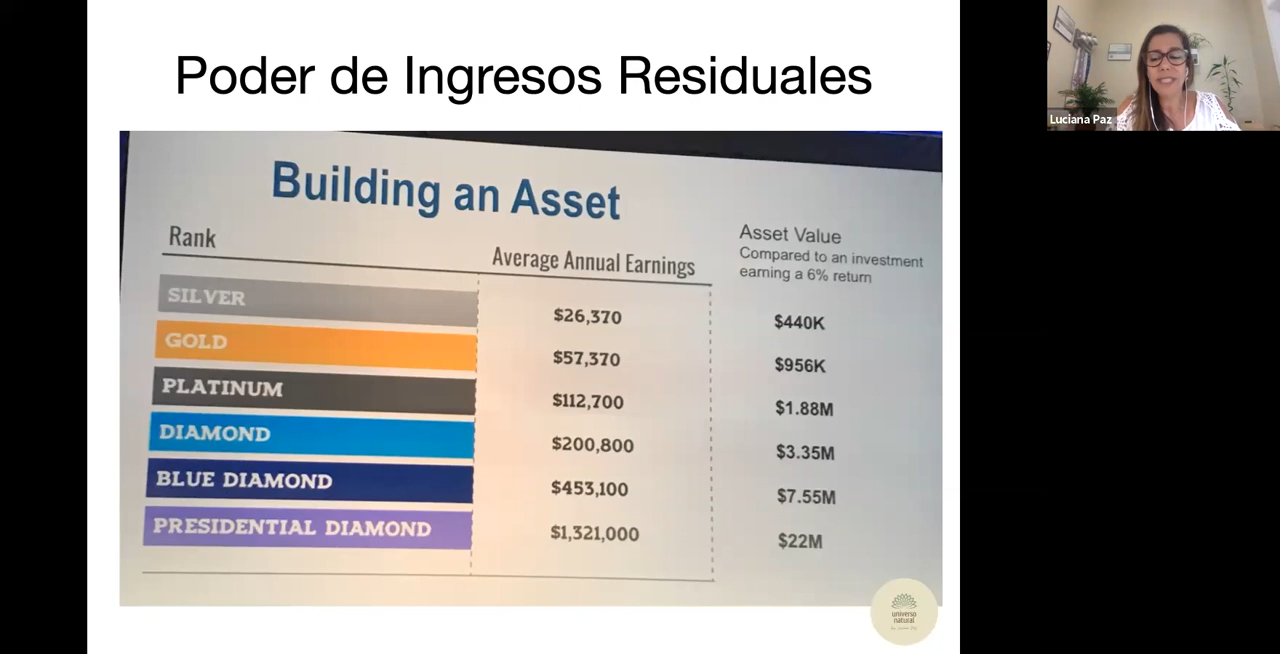 Poder de Ingresos Residuales
Luciana Paz
Building an Asset
Rank
Average Annual Earnings
Asset Value
Compared to an investment
earning a 6% return
SILVER
$26,370
$440K
GOLD
$57,370
$956K
PLATINUM
$112,700
$1.88M
DIAMOND
$200,800
$3.35M
BLUE DIAMOND
$453,100
$7.55M
PRESIDENTIAL DIAMOND
$1,321,000
$22M
universo
natural